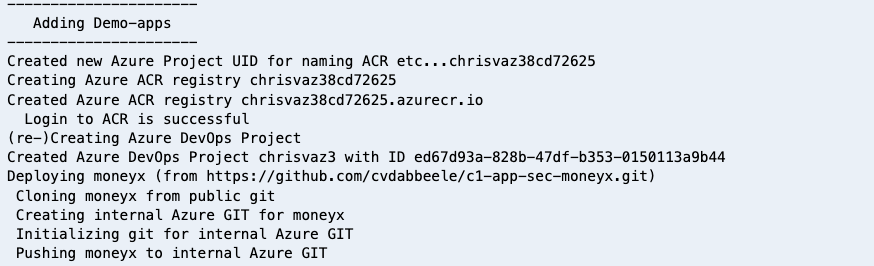 ----------------------
Adding Demo-apps
----------------------
Created new Azure Project UID for naming ACR etc...chrisvaz38cd72625
Creating Azure ACR registry chrisvaz38cd72625
Created Azure ACR registry chrisvaz38cd72625.azurecr.io
Login to ACR is successful
(re-)Creating Azure DevOps Project
Created Azure DevOps Project chrisvaz3 with ID ed67d93a-828b-47df-b353-0150113a9b44
Deploying moneyx (from https://github.com/cvdabbeele/c1-app-sec-moneyx.git)
Cloning moneyx from public git
Creating internal Azure GIT for moneyx
Initializing git for internal Azure GIT
Pushing moneyx to internal Azure GIT